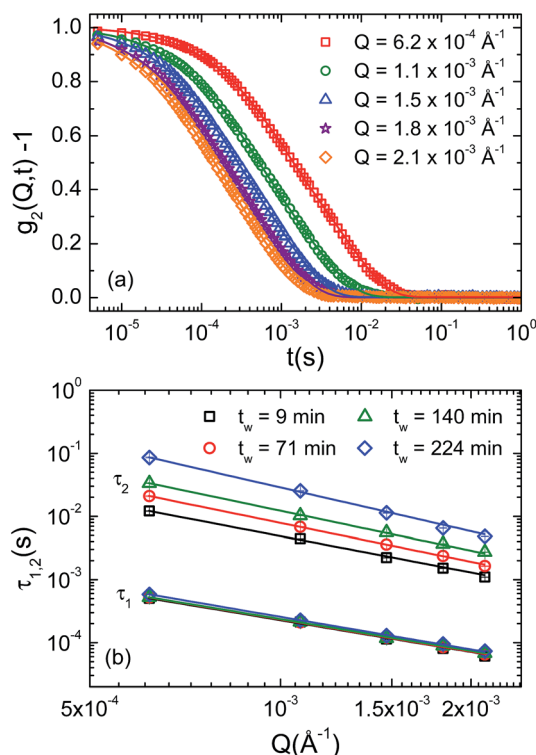 1.0
0.8
0.6
0.4
0.2
0.0
g₂(Q,t) -1
Q = 6.2 x 10⁻⁴ Å⁻¹
Q = 1.1 x 10⁻³ Å⁻¹
Q = 1.5 x 10⁻³ Å⁻¹
Q = 1.8 x 10⁻³ Å⁻¹
Q = 2.1 x 10⁻³ Å⁻¹
(a)
10⁻⁵ 10⁻⁴ 10⁻³ 10⁻² 10⁻¹ 10⁰
t(s)
10⁰
10⁻¹
10⁻²
10⁻³
10⁻⁴
τ₁,₂(s)
t_w = 9 min t_w = 140 min
t_w = 71 min t_w = 224 min
τ₂
τ₁
(b)
5x10⁻⁴ 10⁻³ 1.5x10⁻³ 2x10⁻³
Q(Å⁻¹)